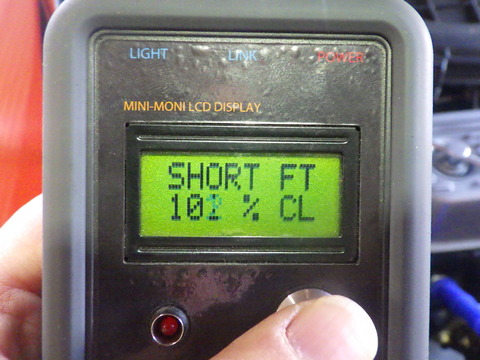 LIGHT LINK POWER
MINI-MONI LCD DISPLAY
SHORT FT
% CL